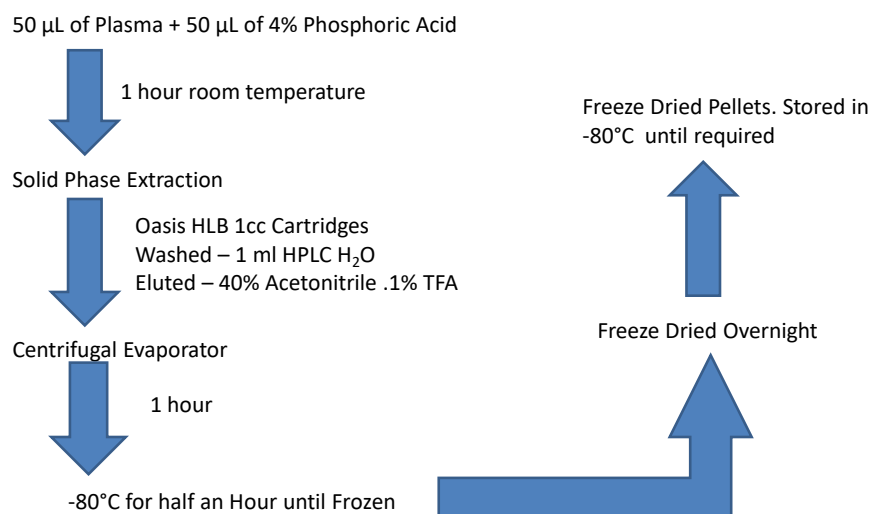 50 µL of Plasma + 50 µL of 4% Phosphoric Acid
1 hour room temperature
Solid Phase Extraction
Oasis HLB 1cc Cartridges
Washed – 1 ml HPLC H₂O
Eluted – 40% Acetonitrile .1% TFA
Centrifugal Evaporator
1 hour
-80°C for half an Hour until Frozen
Freeze Dried Overnight
Freeze Dried Pellets. Stored in
-80°C until required